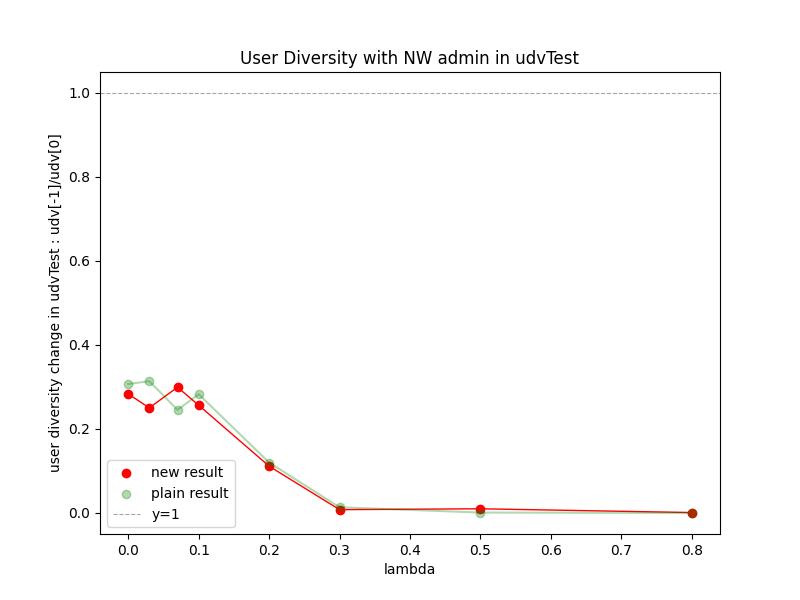 User Diversity with NW admin in udvTest
user diversity change in udvTest : udv[-1]/udv[0]
1.0
0.8
0.6
0.4
0.2
0.0
new result
plain result
y=1
0.0 0.1 0.2 0.3 0.4 0.5 0.6 0.7 0.8
lambda